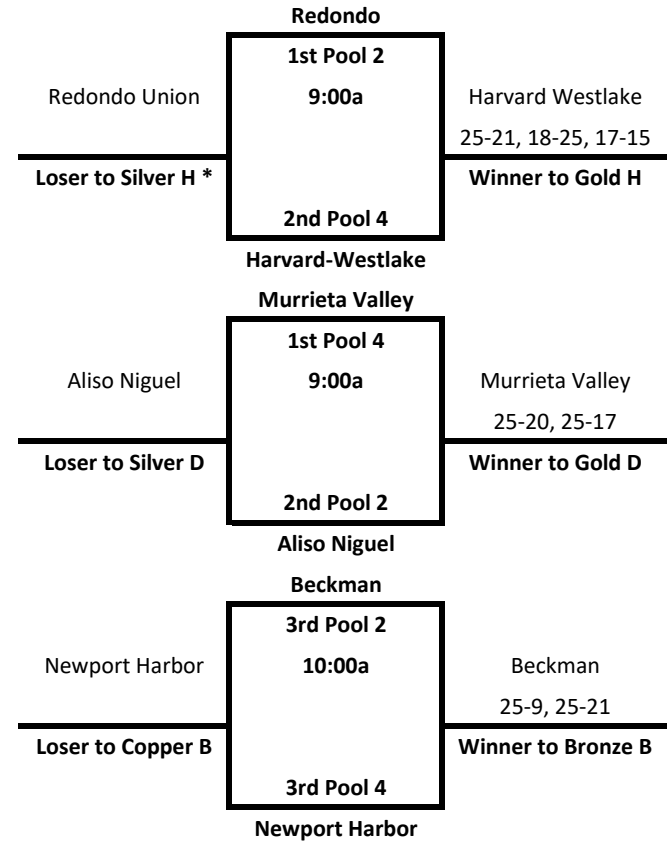 Redondo
1st Pool 2
Redondo Union 9:00a Harvard Westlake
25-21, 18-25, 17-15
Loser to Silver H * Winner to Gold H
2nd Pool 4
Harvard-Westlake
Murrieta Valley
1st Pool 4
Aliso Niguel 9:00a Murrieta Valley
25-20, 25-17
Loser to Silver D Winner to Gold D
2nd Pool 2
Aliso Niguel
Beckman
3rd Pool 2
Newport Harbor 10:00a Beckman
25-9, 25-21
Loser to Copper B Winner to Bronze B
3rd Pool 4
Newport Harbor